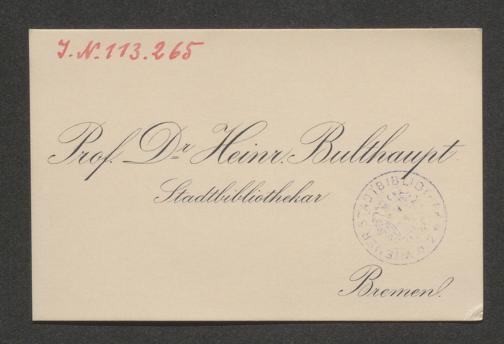 I.N.113.265
Prof. Dr Heinr. Bulthaupt
Stadtbibliothekar
Bremen.